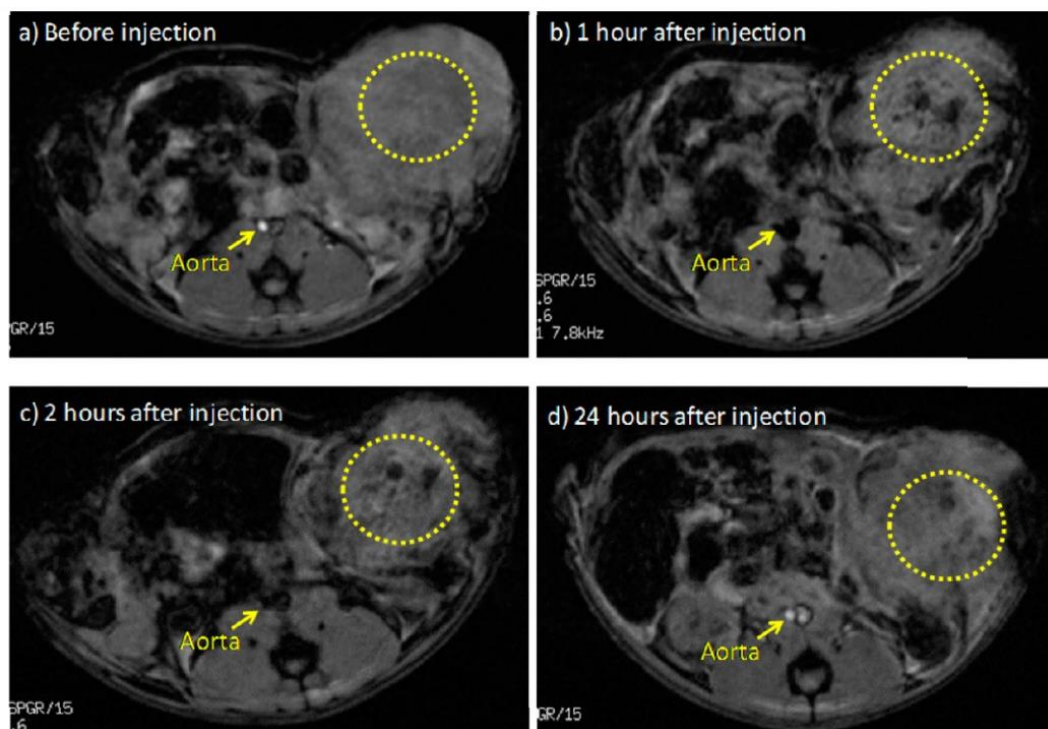 a) Before injection
Aorta
PGR/15
b) 1 hour after injection
Aorta
SPGR/15
.6
.6
1 7.8kHz
c) 2 hours after injection
Aorta
SPGR/15
.6
d) 24 hours after injection
Aorta
GR/15